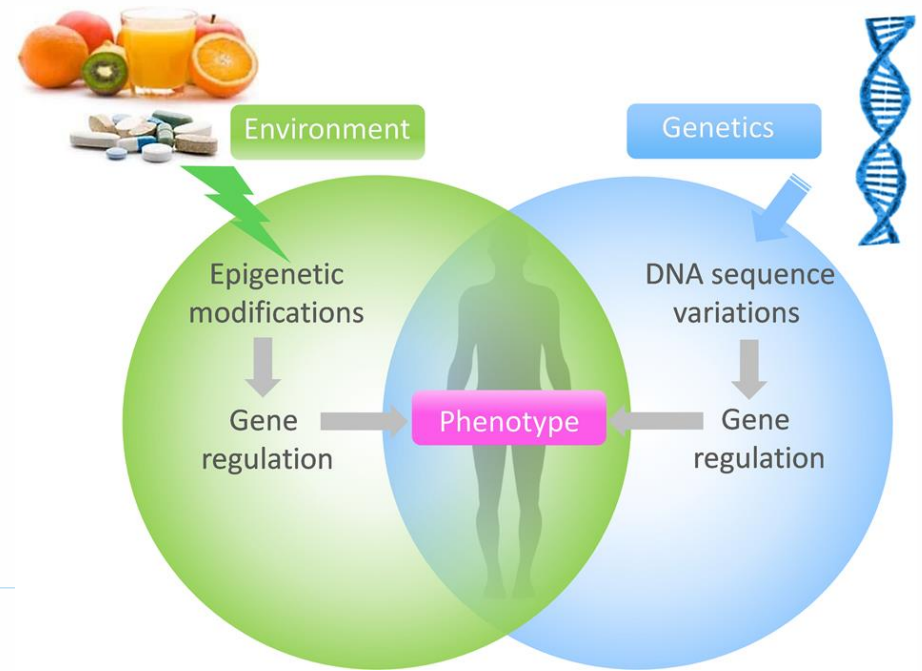 Environment
Genetics
Epigenetic
modifications
DNA sequence
variations
Gene
regulation
Phenotype
Gene
regulation